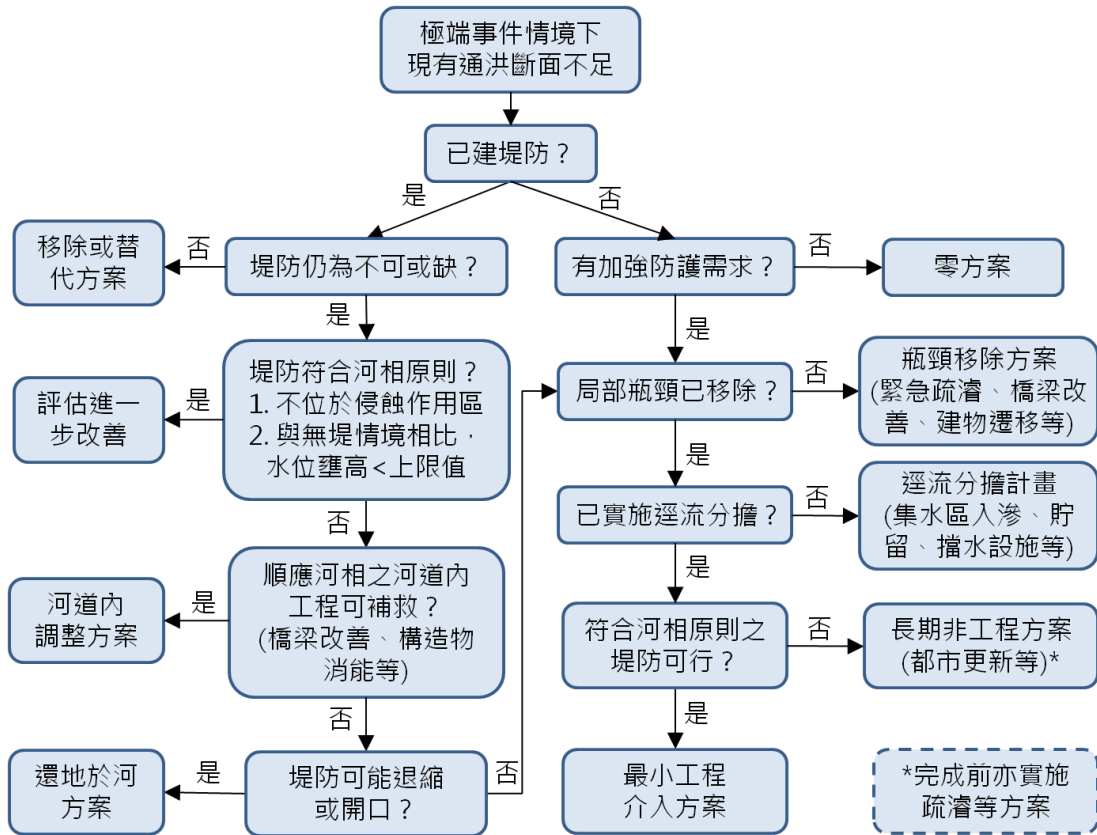 極端事件情境下
現有通洪斷面不足
已建堤防？
是
否
移除或替
代方案
否
堤防仍為不可或缺？
有加強防護需求？
否
零方案
是
是
評估進一
步改善
是
堤防符合河相原則？
1. 不位於侵蝕作用區
2. 與無堤情境相比，
水位壅高<上限值
局部瓶頸已移除？
否
瓶頸移除方案
(緊急疏濬、橋梁改
善、建物遷移等)
否
是
已實施逕流分擔？
否
逕流分擔計畫
(集水區入滲、貯
留、擋水設施等)
河道內
調整方案
是
順應河相之河道內
工程可補救？
(橋梁改善、構造物
消能等)
是
符合河相原則之
堤防可行？
否
長期非工程方案
(都市更新等)*
否
是
還地於河
方案
是
堤防可能退縮
或開口？
否
最小工程
介入方案
*完成前亦實施
疏濬等方案